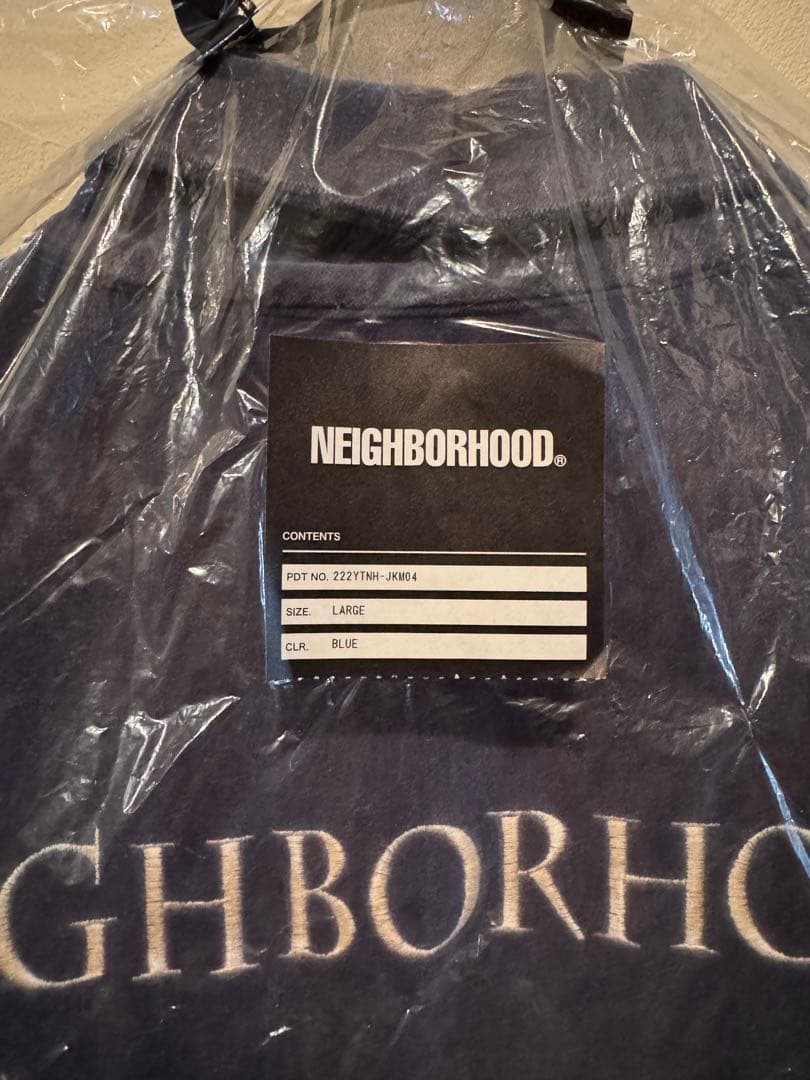 NEIGHBORHOOD®
CONTENTS
PDT NO. 222YTNH-JKM04
SIZE. LARGE
CLR. BLUE
GHBORHO